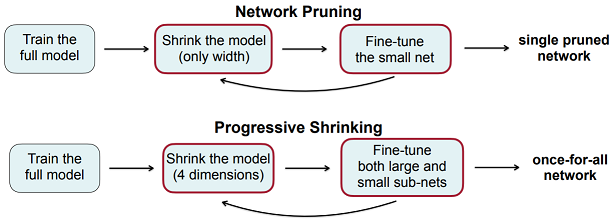 Network Pruning
Train the
full model
Shrink the model
(only width)
Fine-tune
the small net
single pruned
network
Progressive Shrinking
Train the
full model
Shrink the model
(4 dimensions)
Fine-tune
both large and
small sub-nets
once-for-all
network